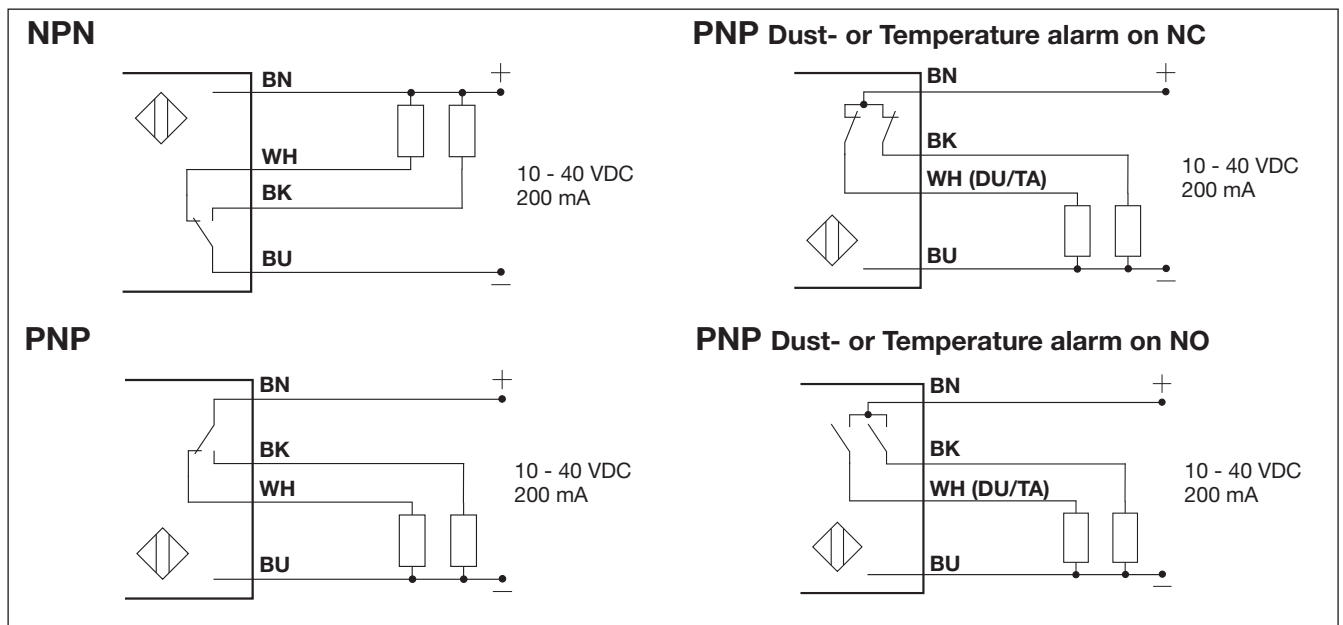 NPN
BN
+
WH
BK
10 - 40 VDC
200 mA
BU
–
PNP Dust- or Temperature alarm on NC
BN
+
BK
WH (DU/TA)
10 - 40 VDC
200 mA
BU
–
PNP
BN
+
BK
WH
10 - 40 VDC
200 mA
BU
–
PNP Dust- or Temperature alarm on NO
BN
+
BK
WH (DU/TA)
10 - 40 VDC
200 mA
BU
–